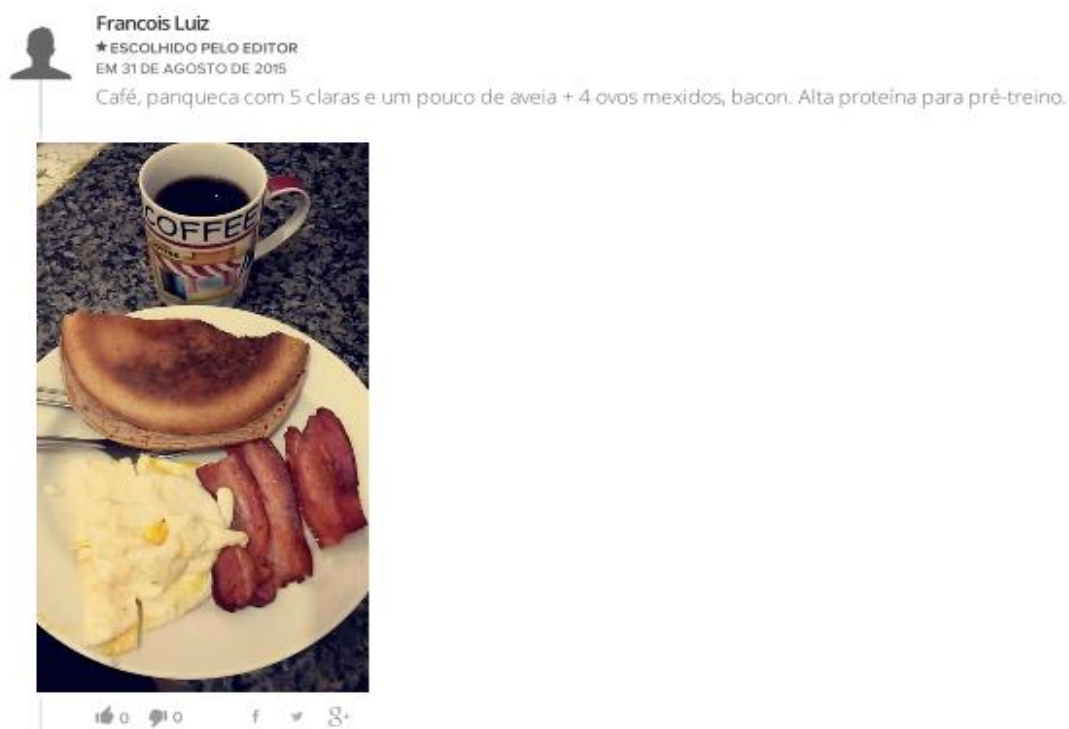 Francois Luiz
★ ESCOLHIDO PELO EDITOR
EM 31 DE AGOSTO DE 2015
Café, panqueca com 5 claras e um pouco de aveia + 4 ovos mexidos, bacon. Alta proteína para pré-treino.
COFFEE
0 0 f g+